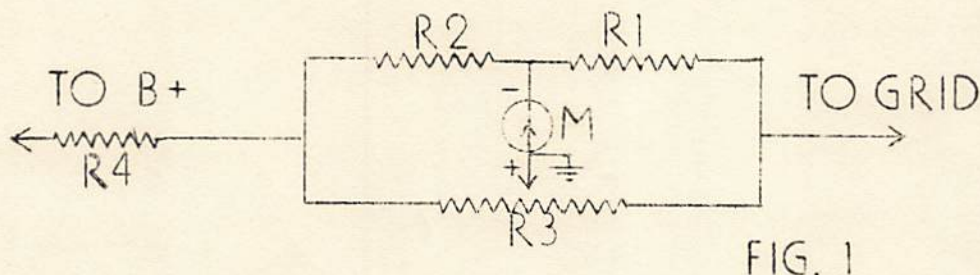 R2
R1
TO B+
-
M
TO GRID
R4
+
R3
FIG. 1